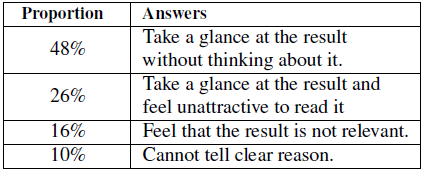 Proportion Answers
48% Take a glance at the result
without thinking about it.
26% Take a glance at the result and
feel unattractive to read it
16% Feel that the result is not relevant.
10% Cannot tell clear reason.